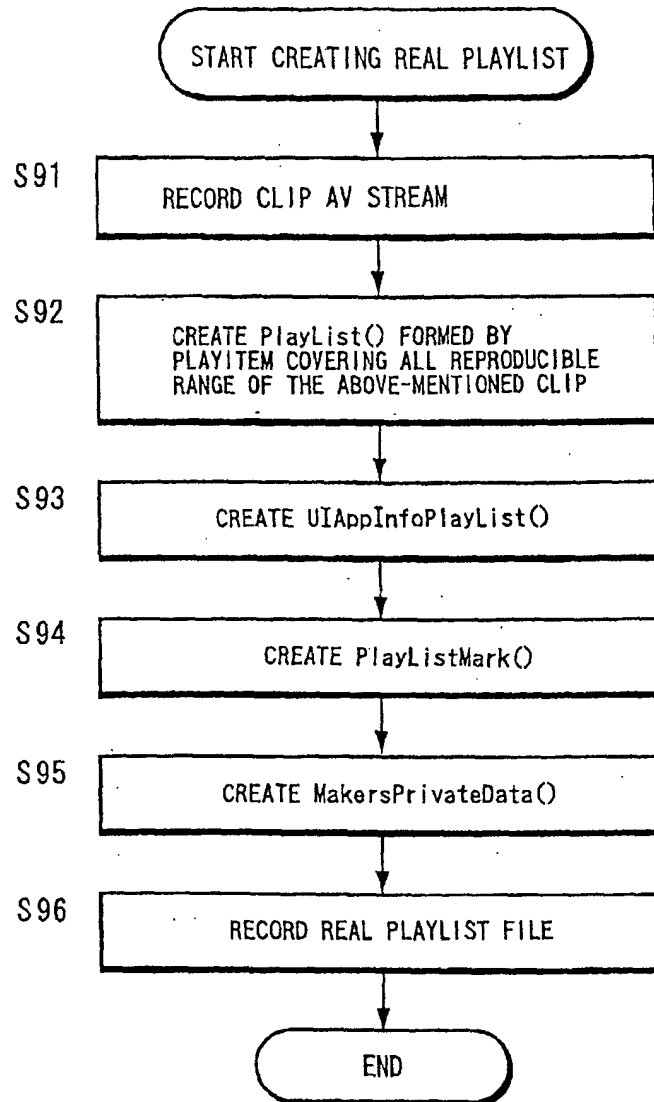 START CREATING REAL PLAYLIST
S91
RECORD CLIP AV STREAM
S92
CREATE PlayList() FORMED BY
PLAYITEM COVERING ALL REPRODUCIBLE
RANGE OF THE ABOVE-MENTIONED CLIP
S93
CREATE UIAppInfoPlayList()
S94
CREATE PlayListMark()
S95
CREATE MakersPrivateData()
S96
RECORD REAL PLAYLIST FILE
END